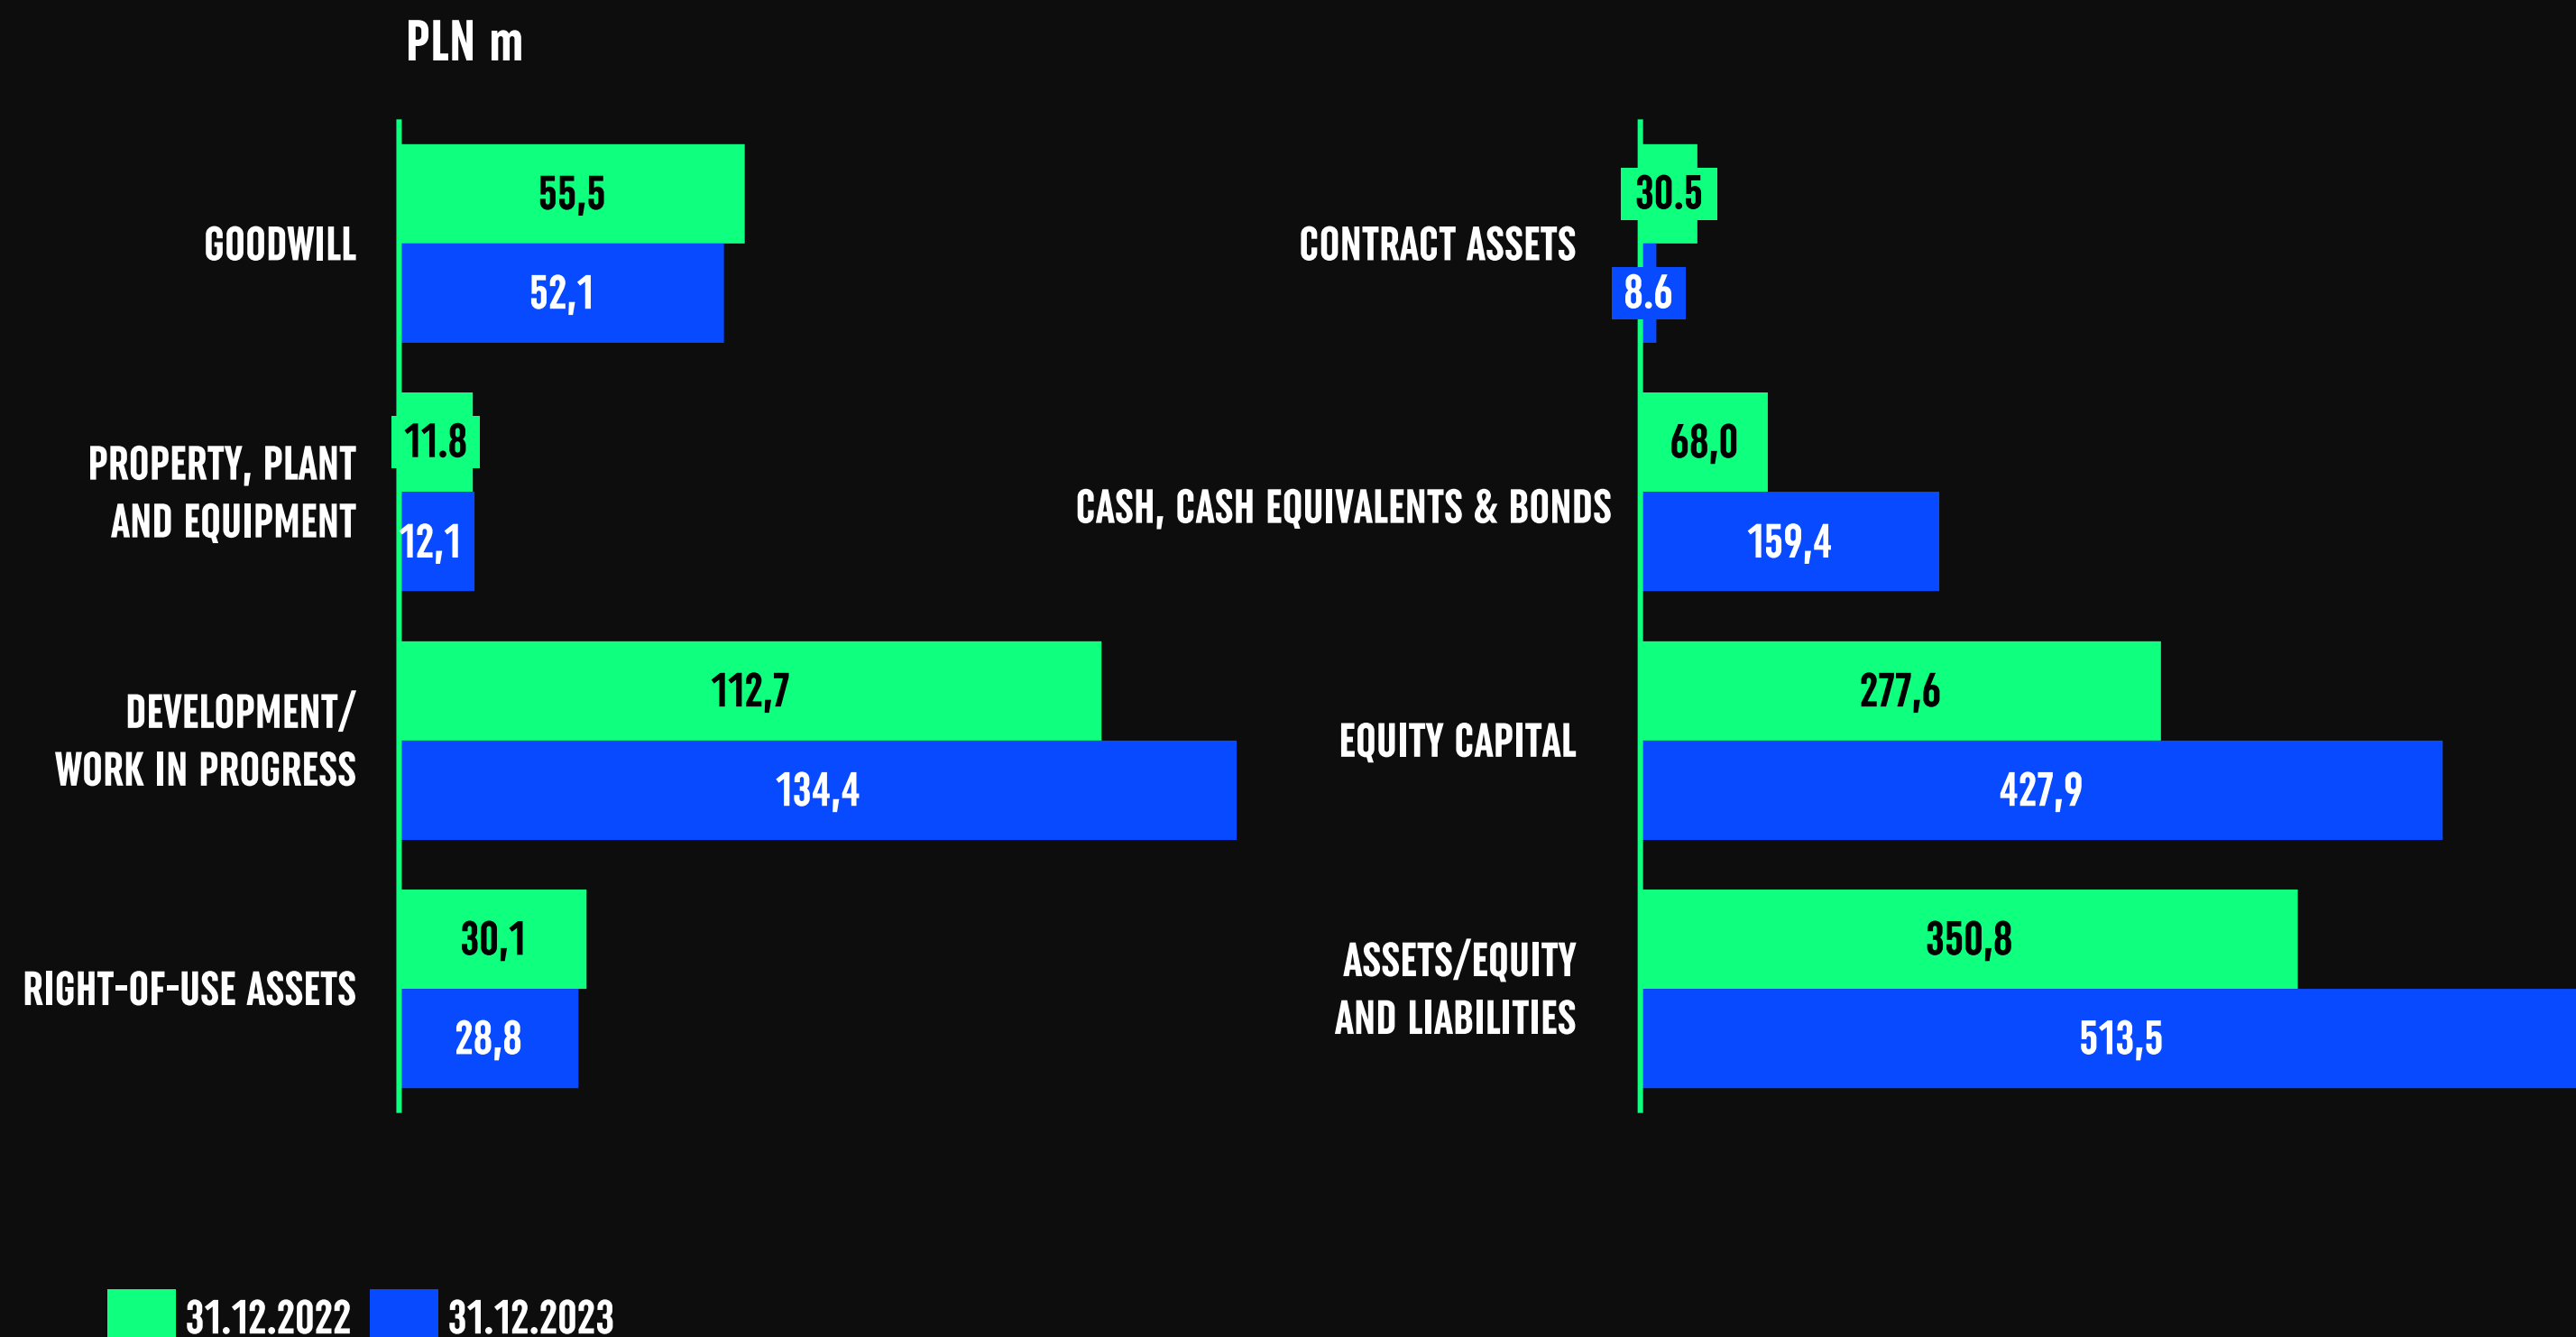 PLN m
GOODWILL
55,5
52,1
PROPERTY, PLANT
AND EQUIPMENT
11.8
12,1
DEVELOPMENT/
WORK IN PROGRESS
112,7
134,4
RIGHT-OF-USE ASSETS
30,1
28,8
CONTRACT ASSETS
30.5
8.6
CASH, CASH EQUIVALENTS & BONDS
68,0
159,4
EQUITY CAPITAL
277,6
427,9
ASSETS/EQUITY
AND LIABILITIES
350,8
513,5
31.12.2022
31.12.2023